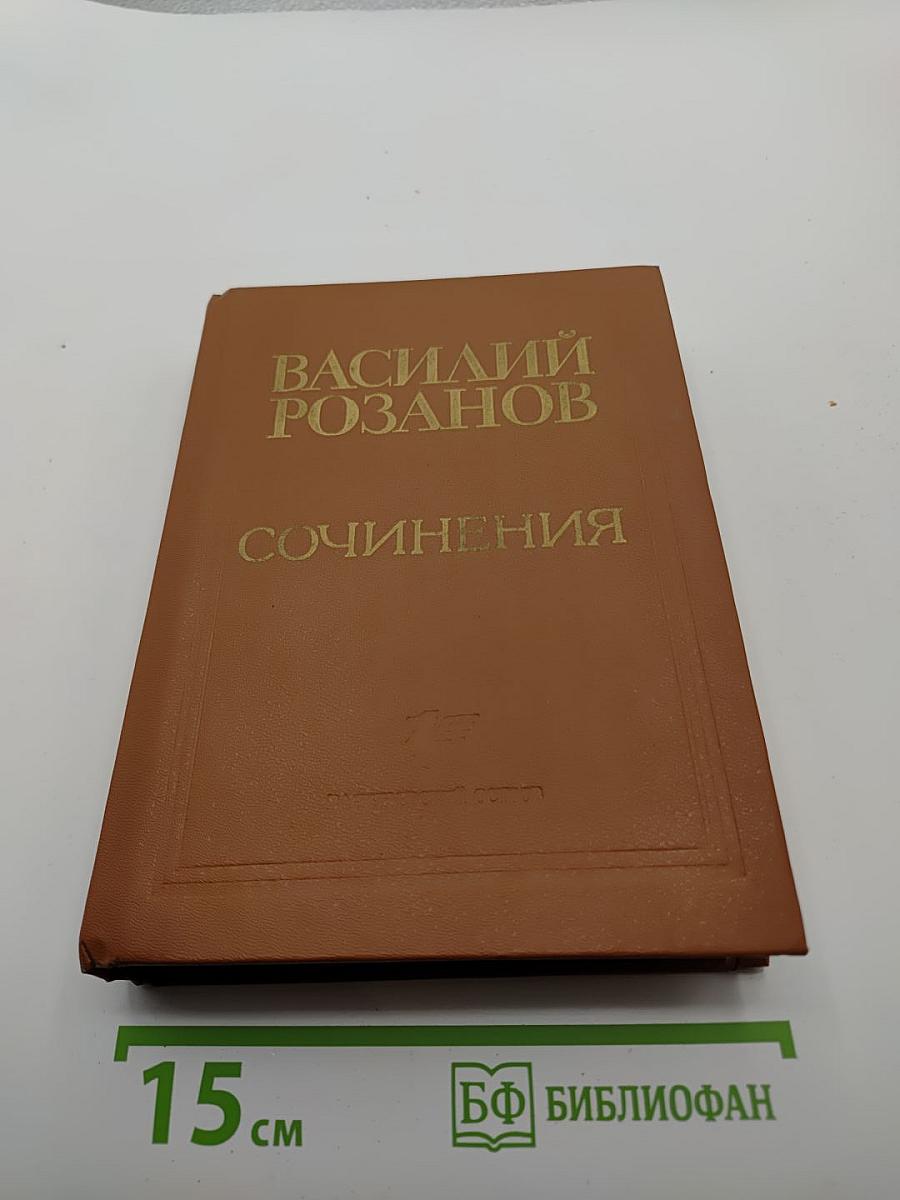 ВАСИЛИЙ
РОЗАНОВ
СОЧИНЕНИЯ
15 см
БФ БИБЛИОФАН